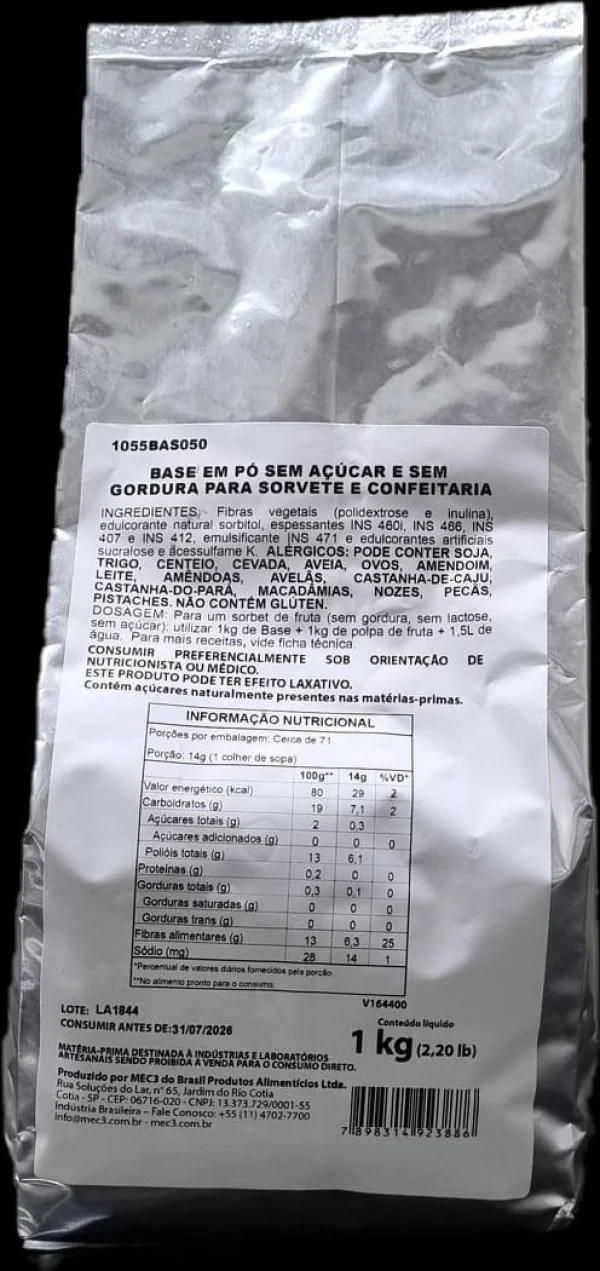 1055BAS050
BASE EM PÓ SEM AÇÚCAR E SEM
GORDURA PARA SORVETE E CONFEITARIA
INGREDIENTES: Fibras vegetais (polidextrose e inulina),
edulcorante natural sorbitol, espessantes INS 460i, INS 466, INS
407 e INS 412, emulsificante INS 471 e edulcorantes artificiais
sucralose e acessulfame K. ALÉRGICOS: PODE CONTER SOJA,
TRIGO, CENTEIO, CEVADA, AVEIA, OVOS, AMENDOIM,
LEITE, AMÊNDOAS, AVELÃS, CASTANHA-DE-CAJU,
CASTANHA-DO-PARÁ, MACADÂMIAS, NOZES, PECÃS,
PISTACHES. NÃO CONTÉM GLÚTEN.
DOSAGEM: Para um sorbet de fruta (sem gordura, sem lactose,
sem açúcar): utilizar 1kg de Base + 1kg de polpa de fruta + 1,5L de
água. Para mais receitas, vide ficha técnica.
CONSUMIR PREFERENCIALMENTE SOB ORIENTAÇÃO DE
NUTRICIONISTA OU MÉDICO.
ESTE PRODUTO PODE TER EFEITO LAXATIVO.
Contém açúcares naturalmente presentes nas matérias-primas.
INFORMAÇÃO NUTRICIONAL
Porções por embalagem: Cerca de 71
Porção: 14g (1 colher de sopa)
100g** 14g %VD*
Valor energético (kcal) 80 29 2
Carboidratos (g) 19 7,1 2
Açúcares totais (g) 2 0,3
Açúcares adicionados (g) 0 0 0
Polióis totais (g) 13 6,1
Proteínas (g) 0,2 0 0
Gorduras totais (g) 0,3 0,1 0
Gorduras saturadas (g) 0 0 0
Gorduras trans (g) 0 0 0
Fibras alimentares (g) 13 6,3 25
Sódio (mg) 28 14 1
*Percentual de valores diários fornecidos pela porção.
**No alimento pronto para o consumo.
V164400
LOTE: LA1844
CONSUMIR ANTES DE:31/07/2026
Conteúdo líquido
1 kg (2,20 lb)
MATÉRIA-PRIMA DESTINADA À INDÚSTRIAS E LABORATÓRIOS
ARTESANAIS SENDO PROIBIDA A VENDA PARA O CONSUMO DIRETO.
Produzido por MEC3 do Brasil Produtos Alimentícios Ltda.
Rua Soluções do Lar, n° 65, Jardim do Rio Cotia
Cotia - SP - CEP: 06716-020 - CNPJ: 13.373.729/0001-55
Indústria Brasileira – Fale Conosco: +55 (11) 4702-7700
info@mec3.com.br - mec3.com.br
7898314923886